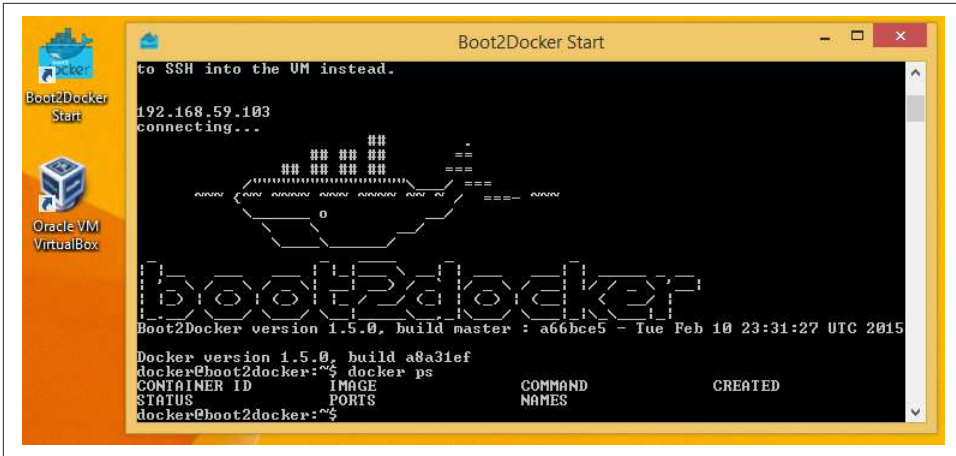 Boot2Docker
Start
Oracle VM
VirtualBox
Boot2Docker Start
to SSH into the VM instead.
192.168.59.103
connecting...
boot2docker
Boot2Docker version 1.5.0, build master : a66bce5 - Tue Feb 10 23:31:27 UTC 2015
Docker version 1.5.0, build a8a31ef
docker@boot2docker:~$ docker ps
CONTAINER ID IMAGE COMMAND CREATED
STATUS PORTS NAMES
docker@boot2docker:~$